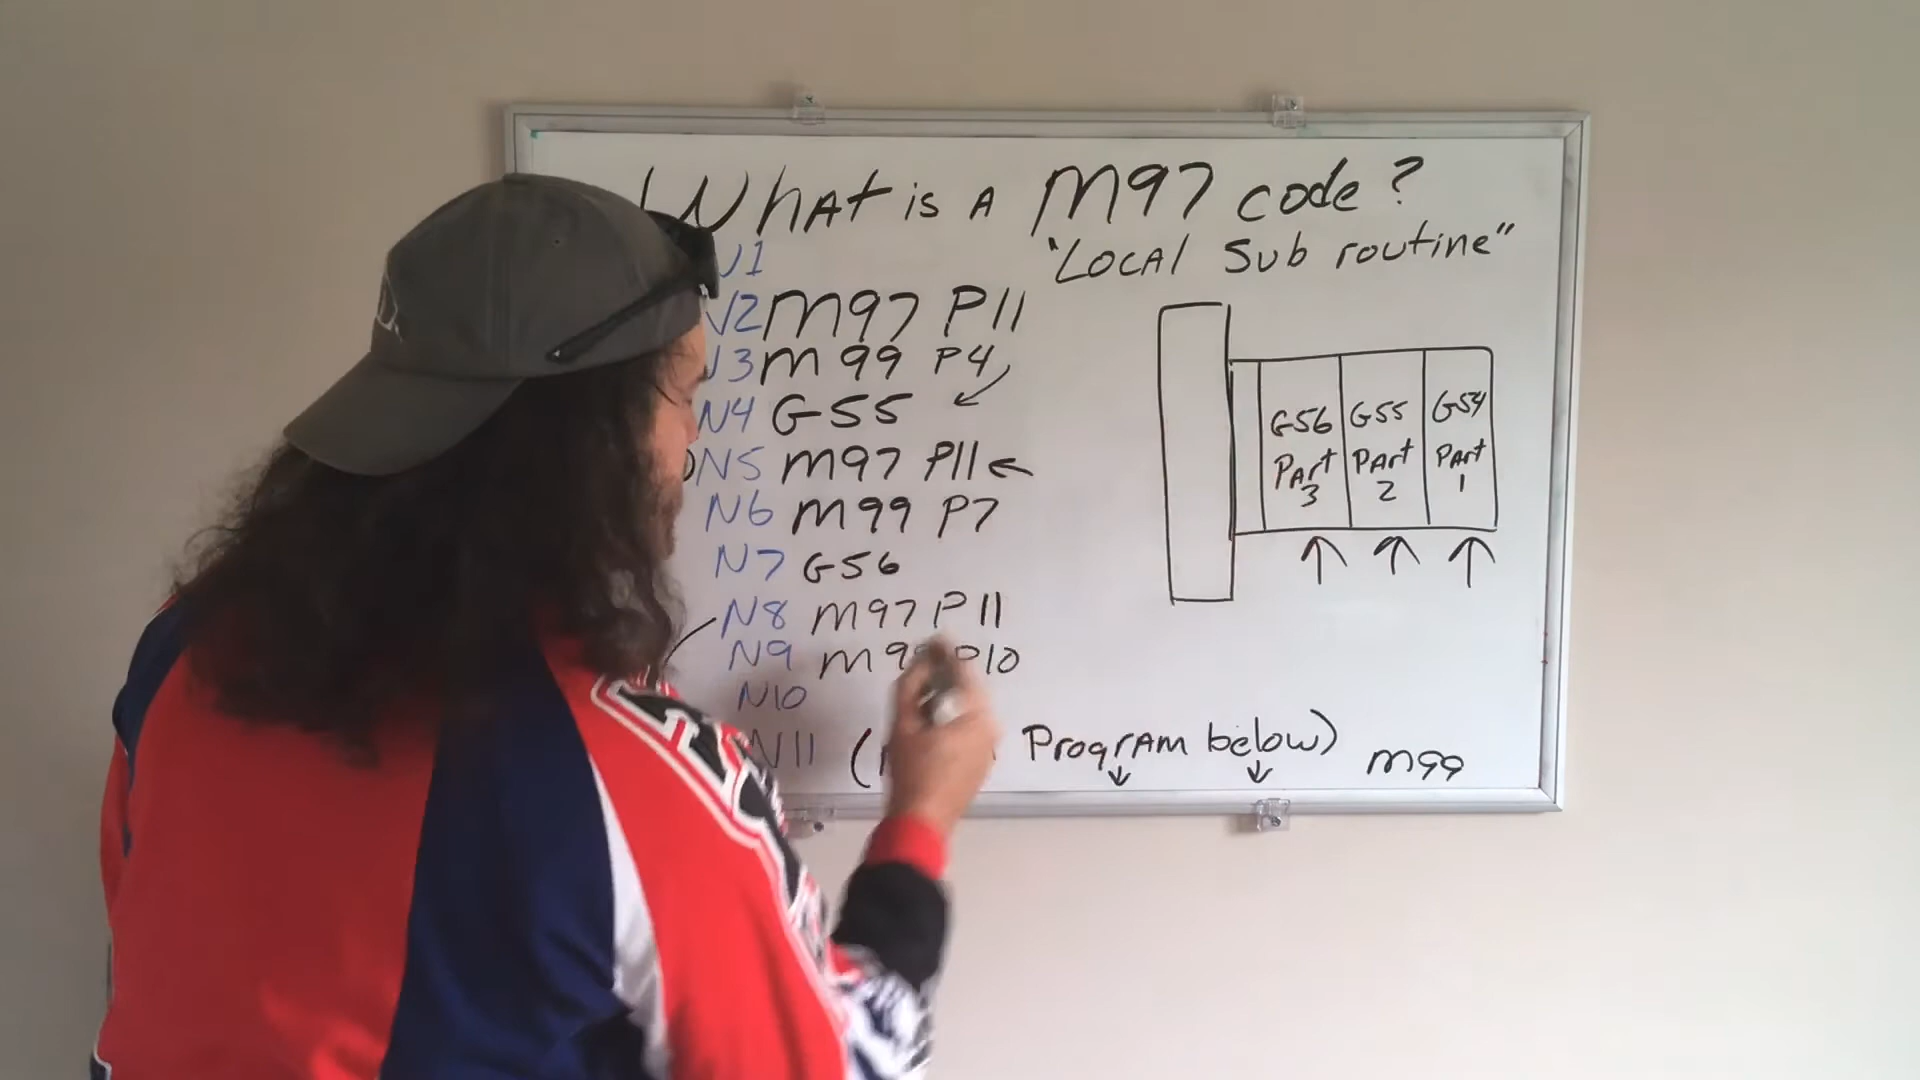 What is A M97 code?
"Local Sub routine"
N1
N2 M97 P11
N3 M99 P4
N4 G55
N5 M97 P11
N6 M99 P7
N7 G56
N8 M97 P11
N9 M99 P10
N10
N11 ( Program below) M99
G56 Part 3
G55 Part 2
G54 Part 1